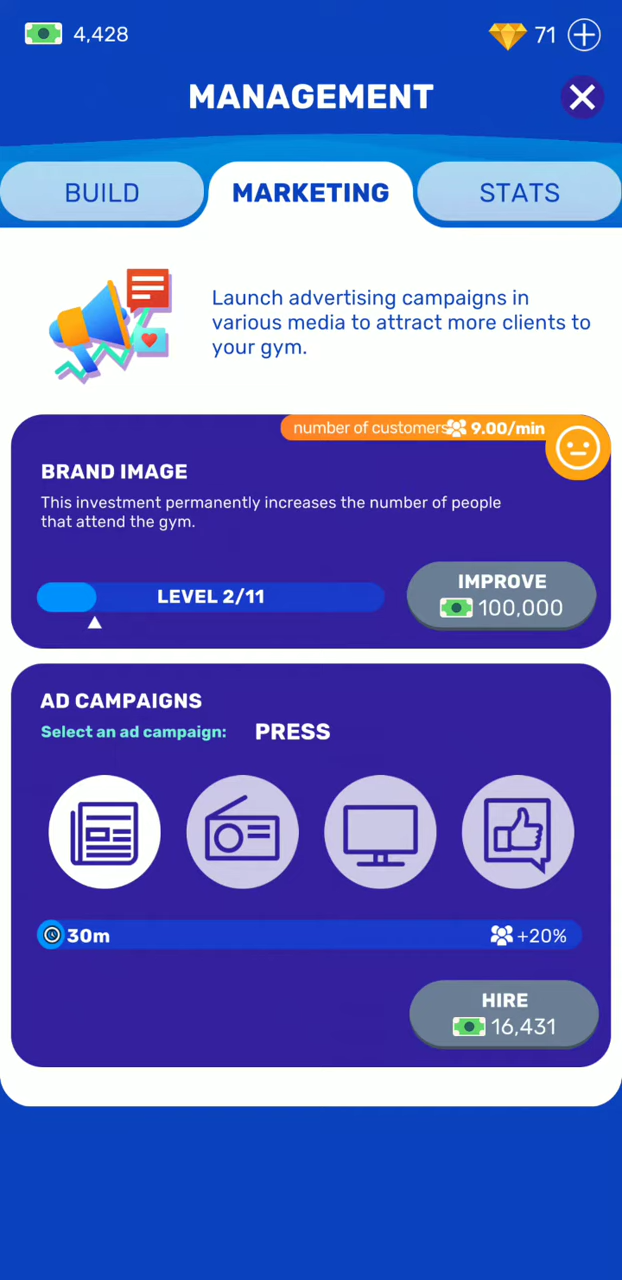 4,428
71
MANAGEMENT
BUILD
MARKETING
STATS
Launch advertising campaigns in
various media to attract more clients to
your gym.
number of customers 9.00/min
BRAND IMAGE
This investment permanently increases the number of people
that attend the gym.
LEVEL 2/11
IMPROVE
100,000
AD CAMPAIGNS
Select an ad campaign: PRESS
30m
+20%
HIRE
16,431